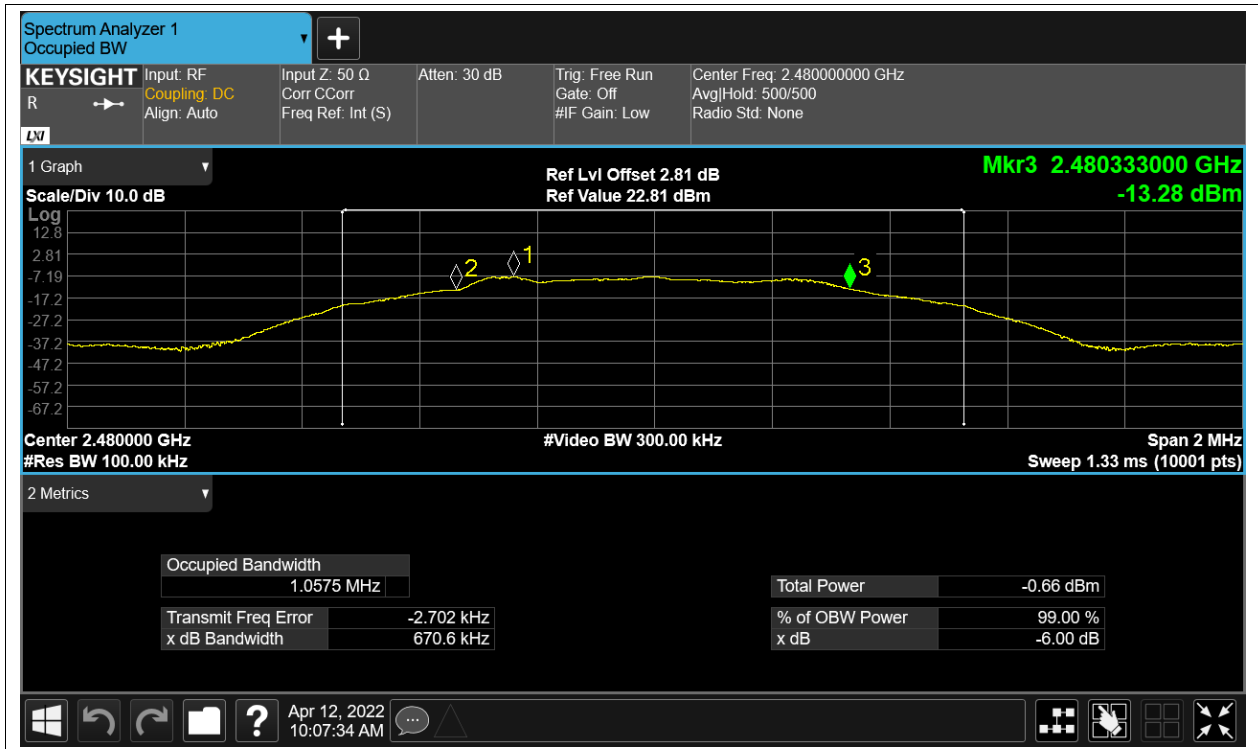 Spectrum Analyzer 1
Occupied BW
KEYSIGHT
R
LXI
Input: RF
Coupling: DC
Align: Auto
Input Z: 50 Ω
Corr CCorr
Freq Ref: Int (S)
Atten: 30 dB
Trig: Free Run
Gate: Off
#IF Gain: Low
Center Freq: 2.480000000 GHz
Avg|Hold: 500/500
Radio Std: None
1 Graph
Scale/Div 10.0 dB
Ref Lvl Offset 2.81 dB
Ref Value 22.81 dBm
Mkr3 2.480333000 GHz
-13.28 dBm
Log
12.8
2.81
-7.19
-17.2
-27.2
-37.2
-47.2
-57.2
-67.2
2
1
3
Center 2.480000 GHz
#Res BW 100.00 kHz
#Video BW 300.00 kHz
Span 2 MHz
Sweep 1.33 ms (10001 pts)
2 Metrics
Occupied Bandwidth
1.0575 MHz
Transmit Freq Error -2.702 kHz
x dB Bandwidth 670.6 kHz
Total Power -0.66 dBm
% of OBW Power 99.00 %
x dB -6.00 dB
?
Apr 12, 2022
10:07:34 AM